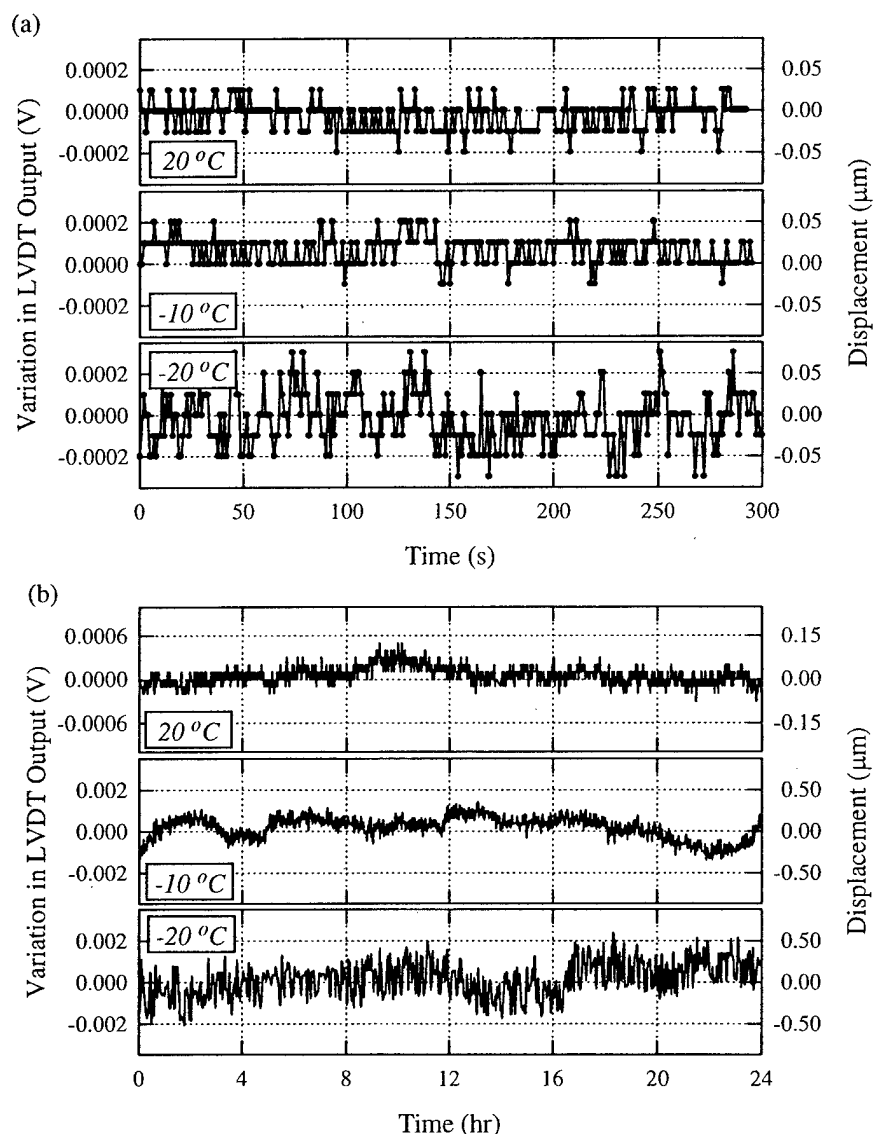 (a)
Variation in LVDT Output (V)
0.0002
0.0000
-0.0002
20 °C
0.05
0.00
-0.05
0.0002
0.0000
-0.0002
-10 °C
0.05
0.00
0.05
0.0002
0.0000
-0.0002
-20 °C
0.05
0.00
-0.05
Displacement (μm)
0 50 100 150 200 250 300
Time (s)
(b)
Variation in LVDT Output (V)
0.0006
0.0000
-0.0006
20 °C
0.15
0.00
-0.15
0.002
0.000
-0.002
-10 °C
0.50
0.00
-0.50
0.002
0.000
-0.002
-20 °C
0.50
0.00
-0.50
Displacement (μm)
0 4 8 12 16 20 24
Time (hr)